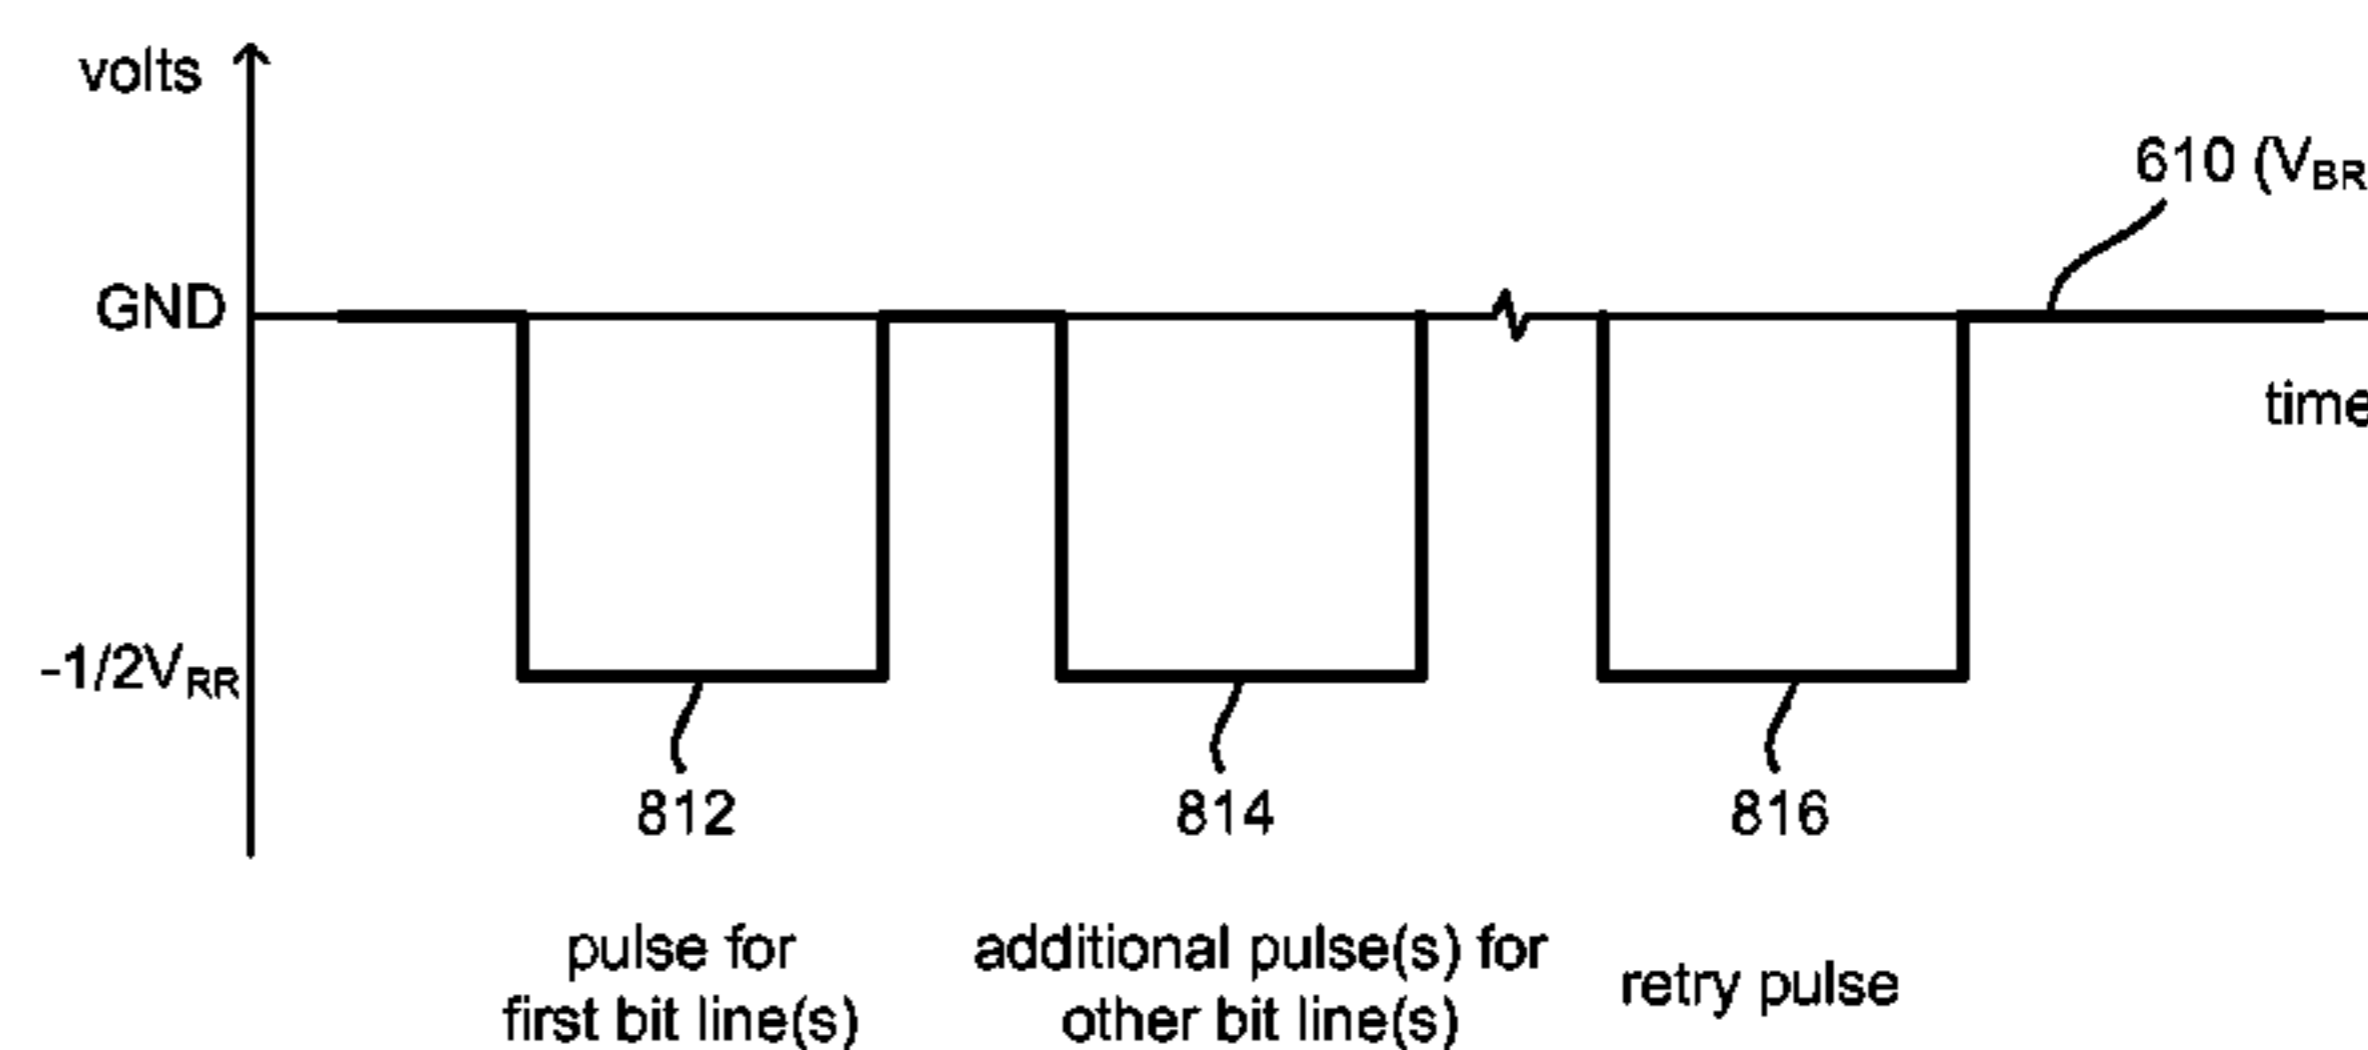 volts
610 (VBR
GND
time
-1/2VRR
812
814
816
pulse for
first bit line(s)
additional pulse(s) for
other bit line(s)
retry pulse